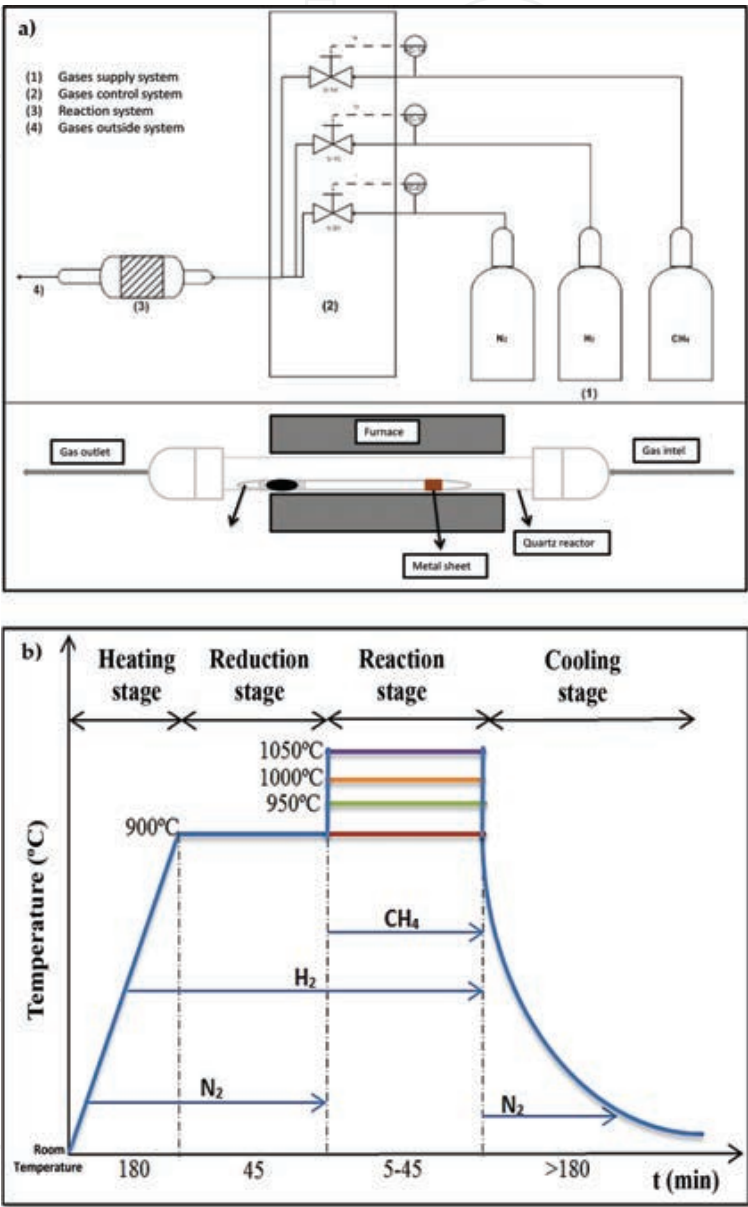 a)
(1) Gases supply system
(2) Gases control system
(3) Reaction system
(4) Gases outside system
4)
(3)
(2)
N₂
H₂
CH₄
(1)
Furnace
Gas outlet
Gas intel
Quartz reactor
Metal sheet
b)
Heating stage
Reduction stage
Reaction stage
Cooling stage
1050ºC
1000ºC
950ºC
900ºC
Temperature (ºC)
CH₄
H₂
N₂
N₂
Room Temperature
180
45
5-45
>180
t (min)